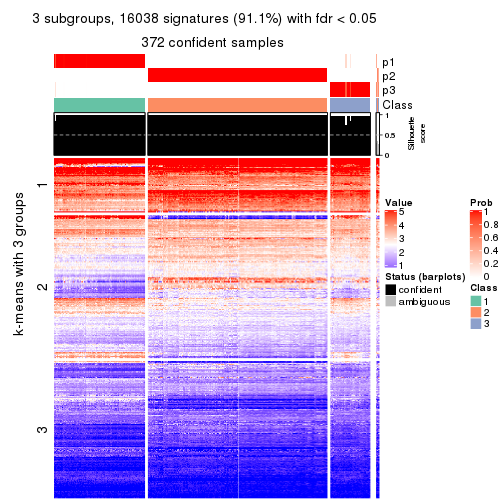 3 subgroups, 16038 signatures (91.1%) with fdr < 0.05
372 confident samples
p1
p2
p3
Class
1
0.5
0
Silhouette
score
k-means with 3 groups
1
2
3
Value
5
4
3
2
1
Status (barplots)
confident
ambiguous
Prob
1
0.8
0.6
0.4
0.2
0
Class
1
2
3